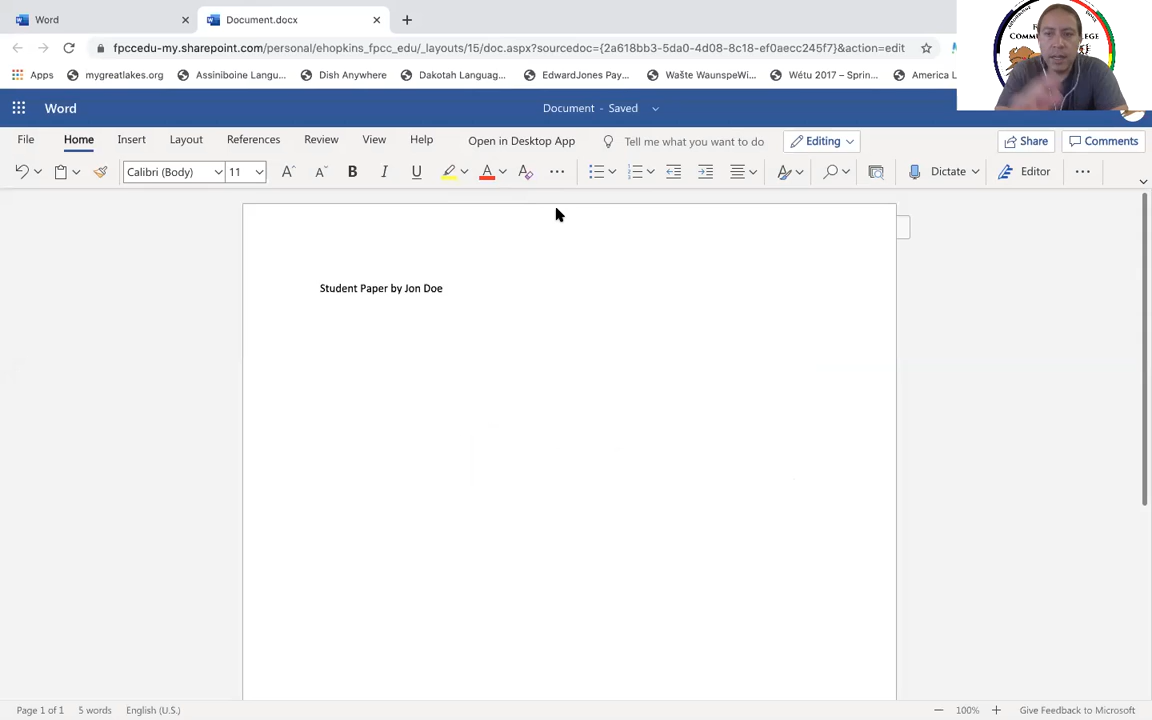 Word
Document.docx
fpccedu-my.sharepoint.com/personal/ehopkins_fpcc_edu/_layouts/15/doc.aspx?sourcedoc={2a618bb3-5da0-4d08-8c18-ef0aecc245f7}&action=edit
Apps mygreatlakes.org Assiniboine Langu... Dish Anywhere Dakotah Languag... EdwardJones Pay... Wašte WaunspeWi... Wétu 2017 – Sprin... America L
Word
Document - Saved
File Home Insert Layout References Review View Help Open in Desktop App Tell me what you want to do Editing Share Comments
Calibri (Body) 11 A A B I U A A Dictate Editor
Student Paper by Jon Doe
Page 1 of 1 5 words English (U.S.) 100% Give Feedback to Microsoft